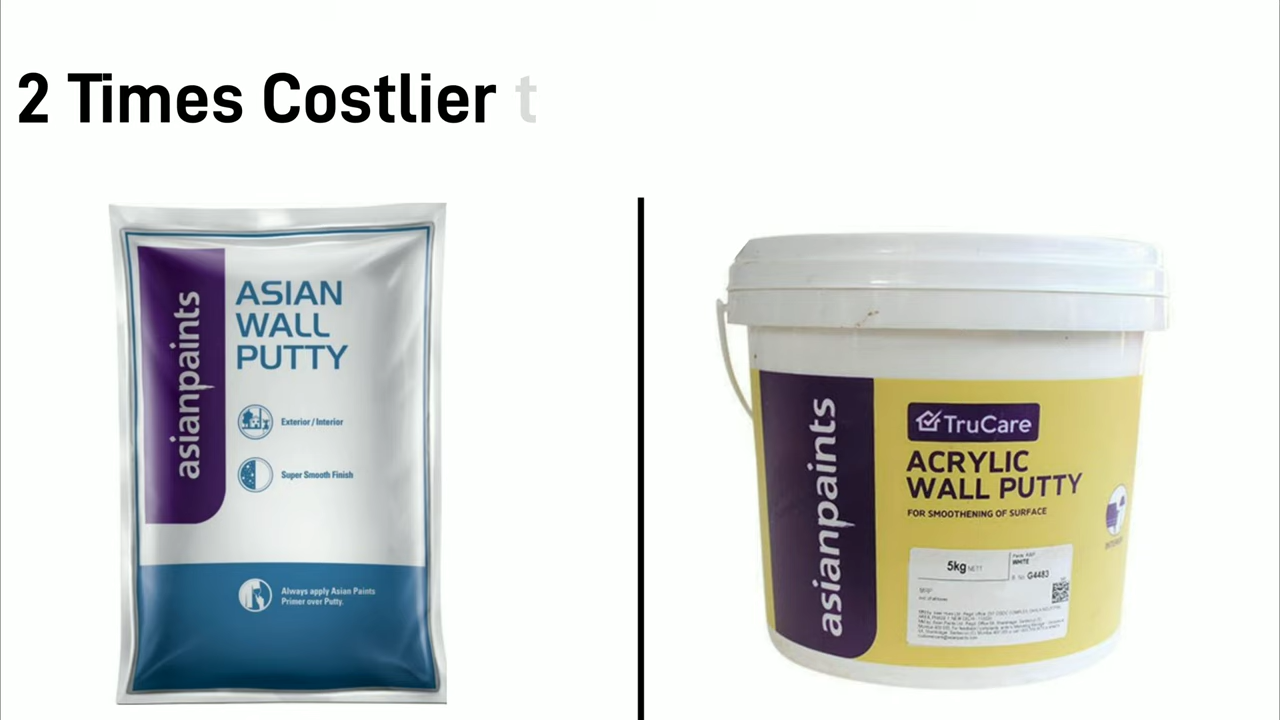 2 Times Costlier t
asianpaints
ASIAN
WALL
PUTTY
Exterior / Interior
Super Smooth Finish
Always apply Asian Paints
Primer over Putty.
asianpaints
TruCare
ACRYLIC
WALL PUTTY
FOR SMOOTHENING OF SURFACE
5kg NETT
WHITE
G4483